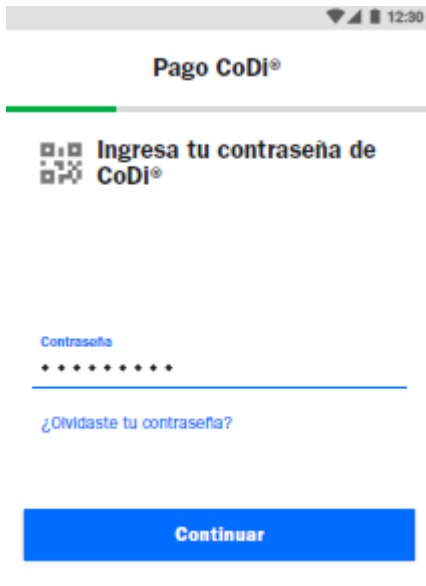 12:30
Pago CoDi®
Ingresa tu contraseña de
CoDi®
Contraseña
¿Olvidaste tu contraseña?
Continuar